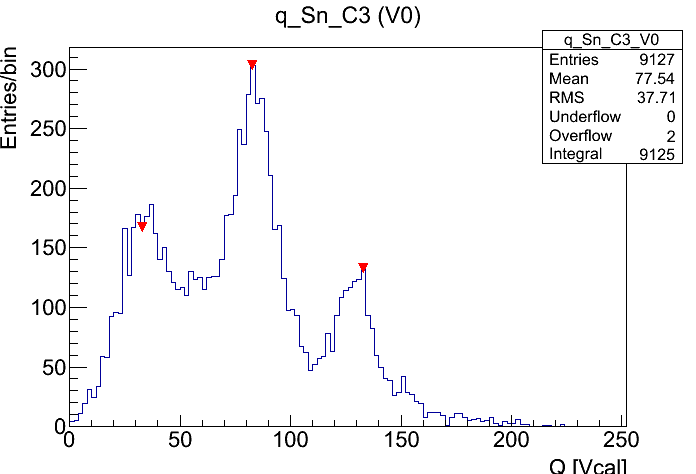 q_Sn_C3 (V0)
q_Sn_C3_V0
Entries 9127
Mean 77.54
RMS 37.71
Underflow 0
Overflow 2
Integral 9125
Entries/bin
300
250
200
150
100
50
0
0 50 100 150 200 250
Q [Vcal]